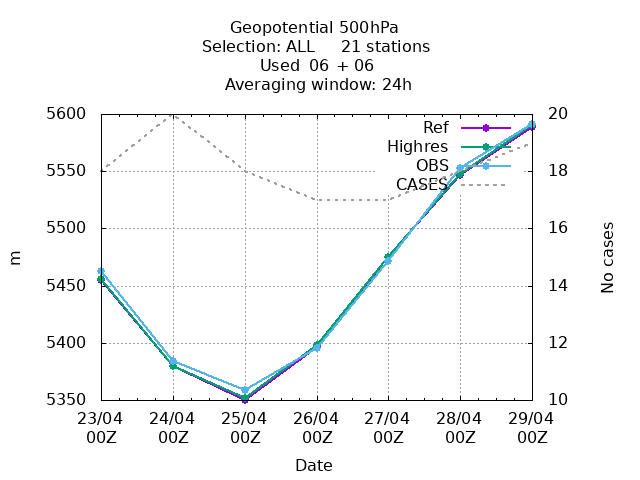 Geopotential 500hPa
Selection: ALL 21 stations
Used 06 + 06
Averaging window: 24h
5600
5550
5500
5450
5400
5350
m
20
18
16
14
12
10
No cases
Ref
Highres
OBS
CASES
23/04 24/04 25/04 26/04 27/04 28/04 29/04
00Z 00Z 00Z 00Z 00Z 00Z 00Z
Date